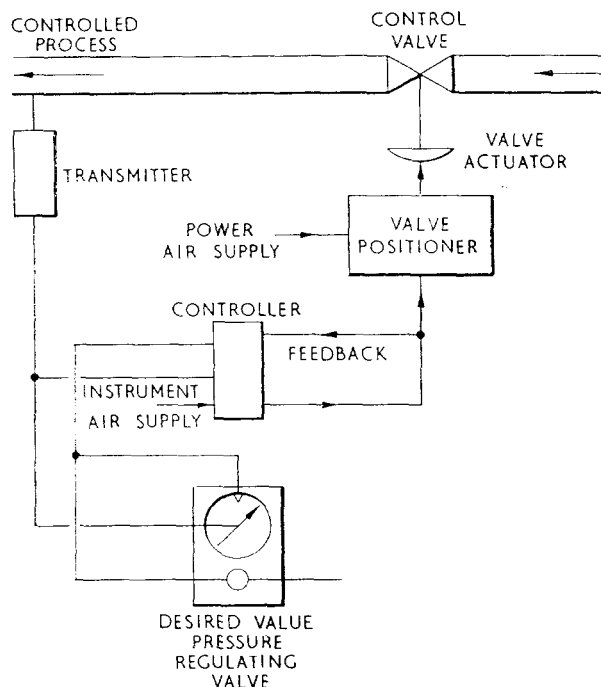 CONTROLLED
PROCESS
CONTROL
VALVE
TRANSMITTER
VALVE
ACTUATOR
POWER
AIR SUPPLY
VALVE
POSITIONER
CONTROLLER
FEEDBACK
INSTRUMENT
AIR SUPPLY
DESIRED VALUE
PRESSURE
REGULATING
VALVE